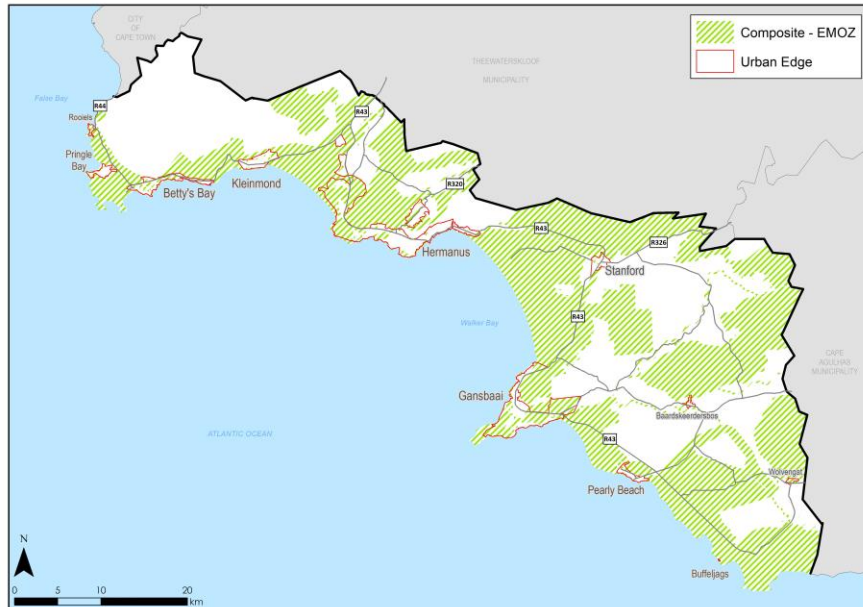 CITY
OF
CAPE TOWN
Composite - EMOZ
Urban Edge
THEEWATERSKLOOF
MUNICIPALITY
False Bay
R44
R43
Rooiels
Pringle
Bay
Betty's Bay
Kleinmond
R320
Hermanus
R43
R326
Stanford
R43
Walker Bay
CAPE
AGULHAS
MUNICIPALITY
Gansbaai
Baardskeerdersbos
ATLANTIC OCEAN
R43
Wolvengat
Pearly Beach
Buffeljags
N
0 5 10 20
km